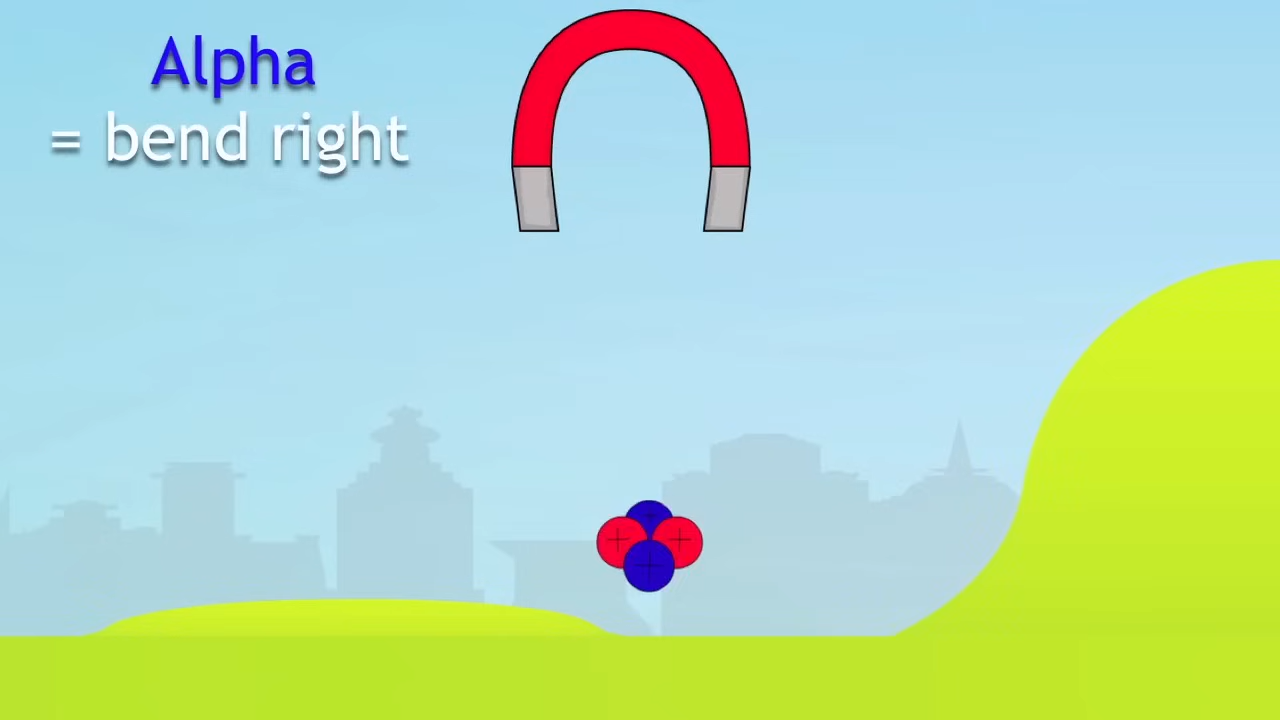 Alpha
= bend right
+ +
+ +